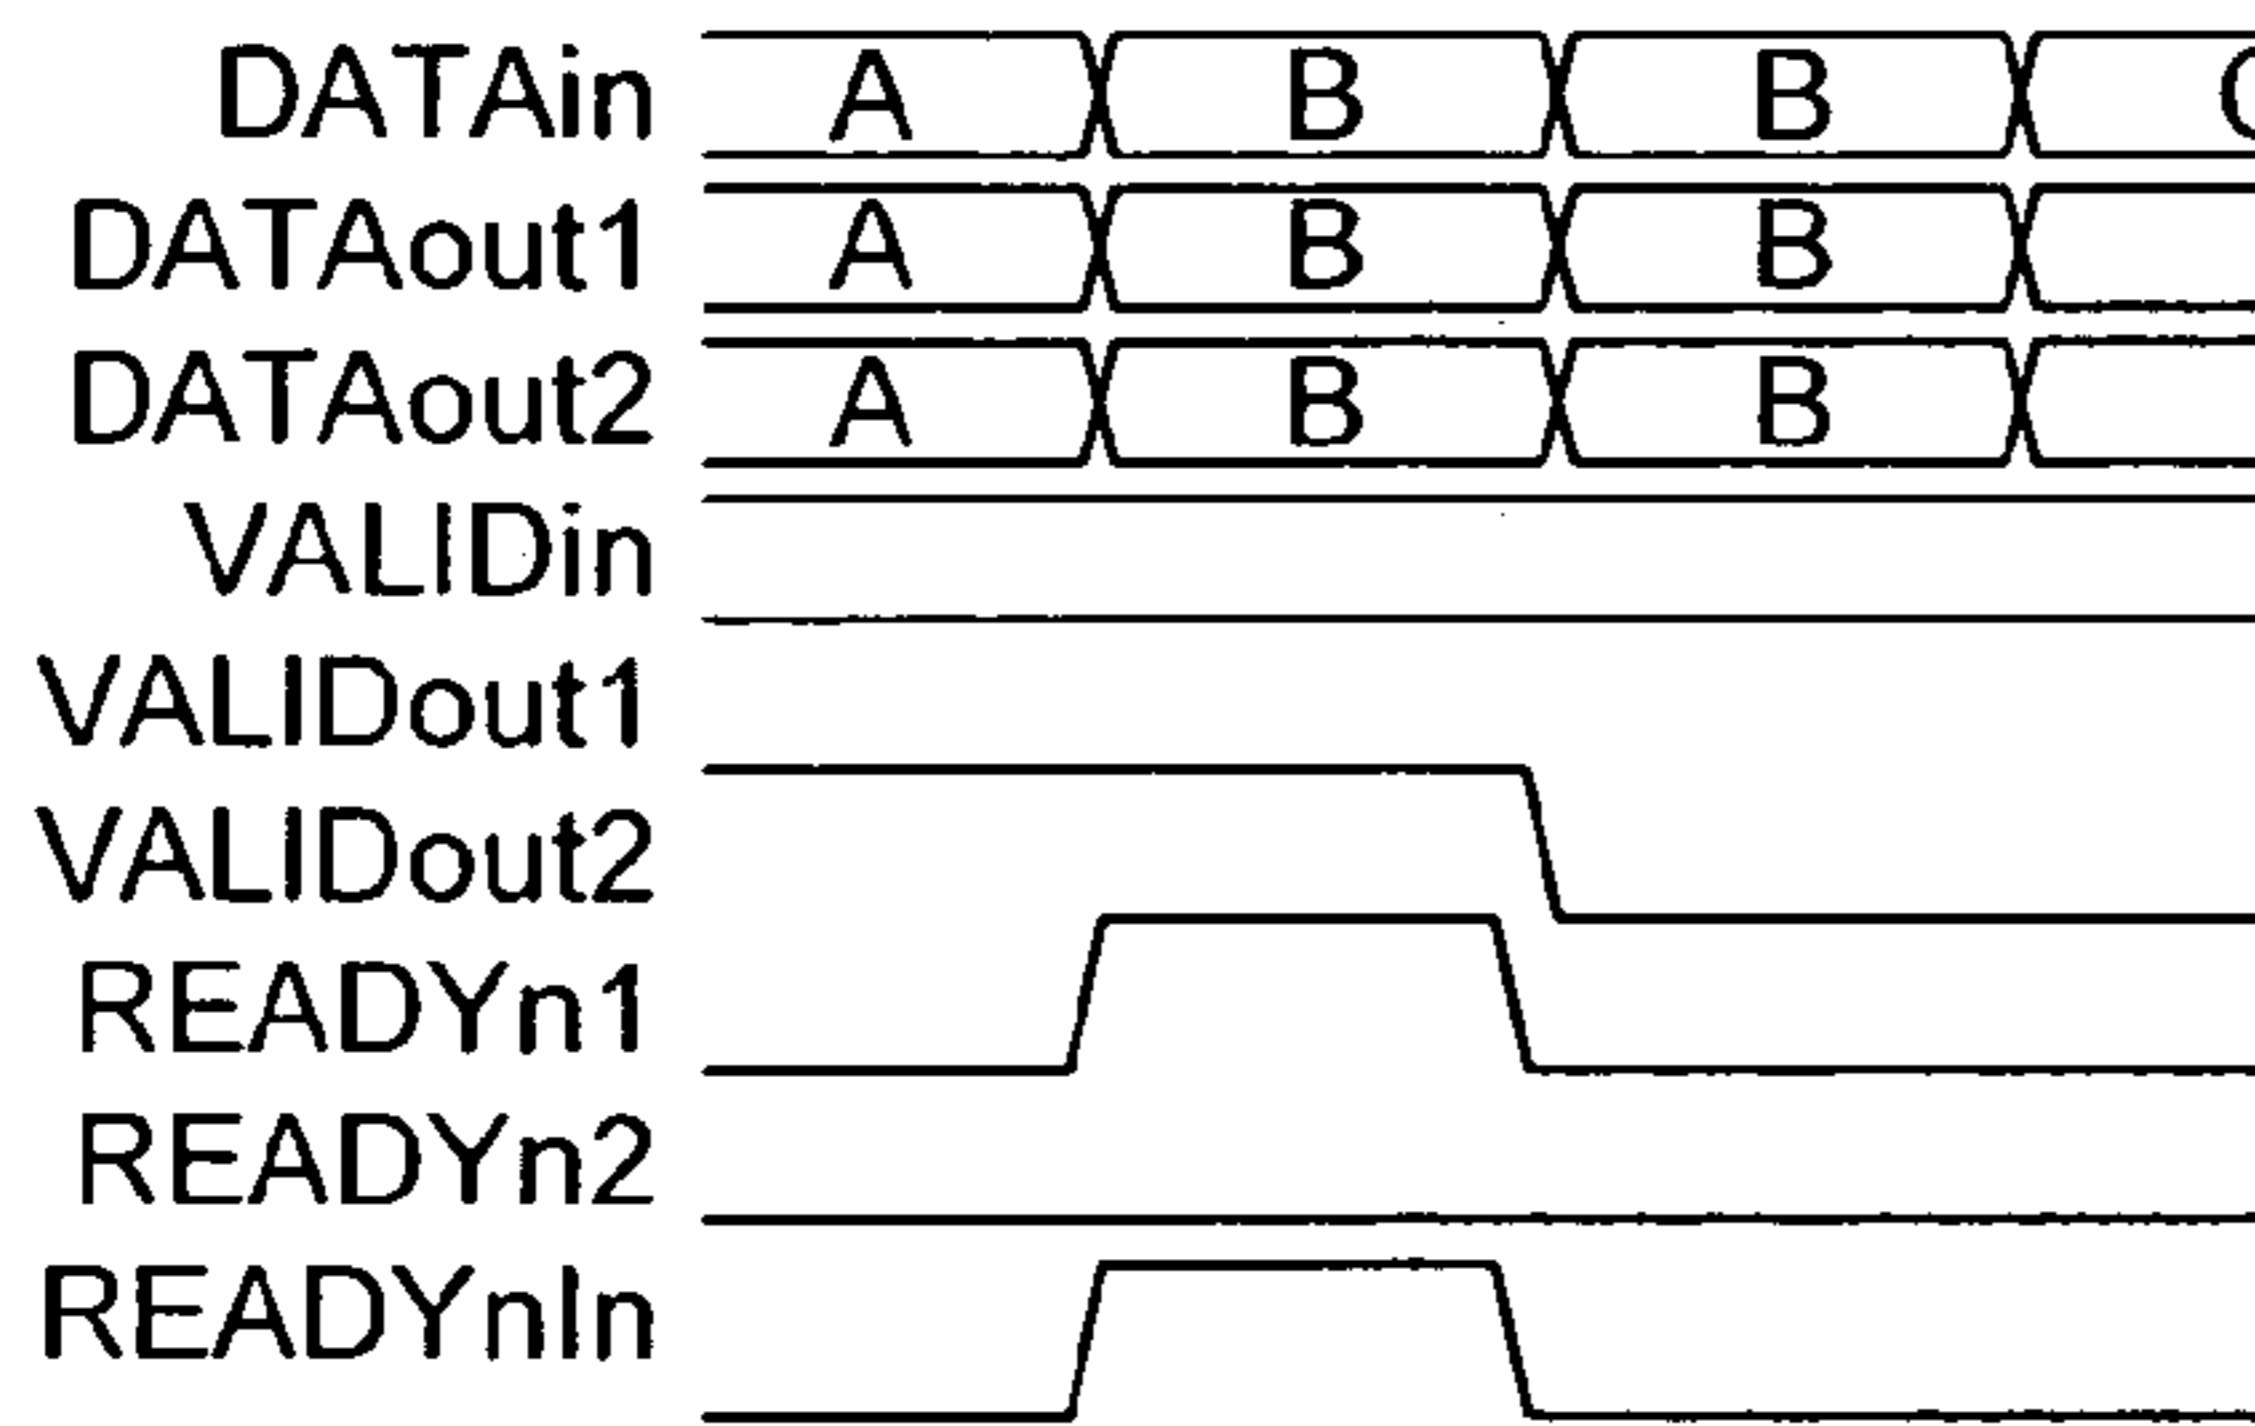 DATAin A B B
DATAout1 A B B
DATAout2 A B B
VALIDin
VALIDout1
VALIDout2
READYn1
READYn2
READYnIn